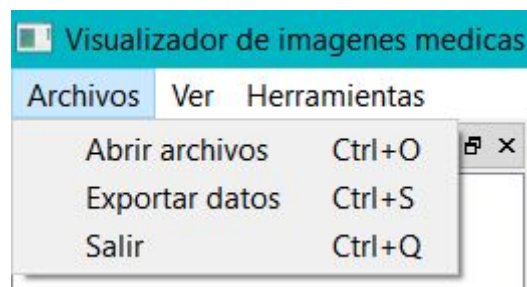 Visualizador de imagenes medicas
Archivos Ver Herramientas
Abrir archivos Ctrl+O
Exportar datos Ctrl+S
Salir Ctrl+Q